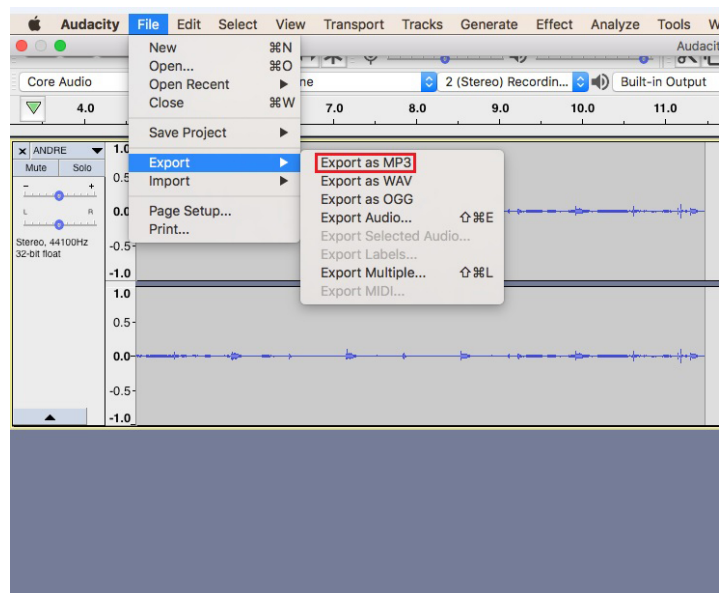 Audacity File Edit Select View Transport Tracks Generate Effect Analyze Tools W
Audacit
New ⌘N
Open... ⌘O
Open Recent ▶
Close ⌘W
Save Project ▶
Export ▶
Import ▶
Page Setup...
Print...
Export as MP3
Export as WAV
Export as OGG
Export Audio... ⇧⌘E
Export Selected Audio...
Export Labels...
Export Multiple... ⇧⌘L
Export MIDI...
Core Audio
2 (Stereo) Recordin...
Built-in Output
4.0 7.0 8.0 9.0 10.0 11.0
x ANDRE
Mute Solo
- +
L R
Stereo, 44100Hz
32-bit float
1.0
0.5
0.0
-0.5
-1.0
1.0
0.5
0.0
-0.5
-1.0